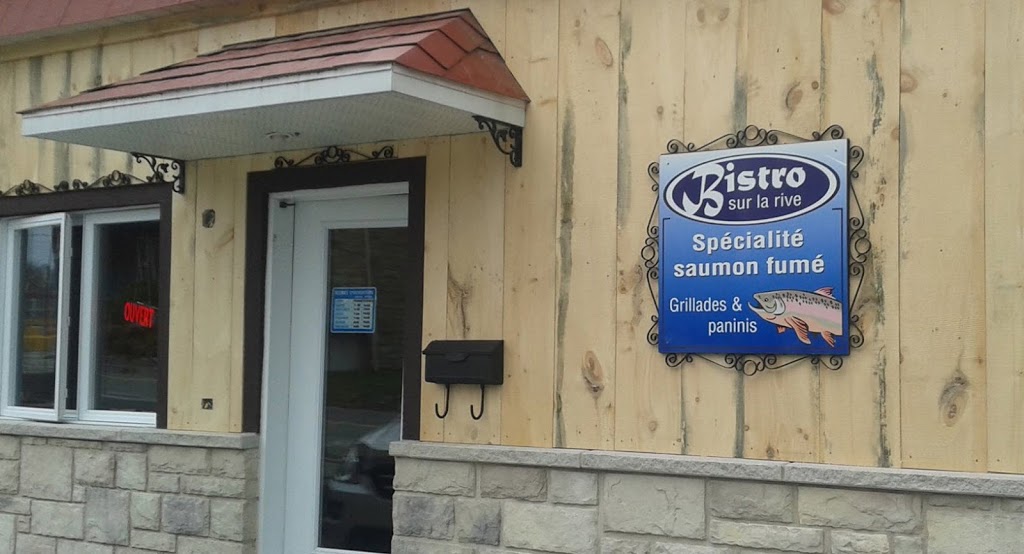 Bistro
sur la rive
Spécialité
saumon fumé
Grillades &
paninis
OUVERT